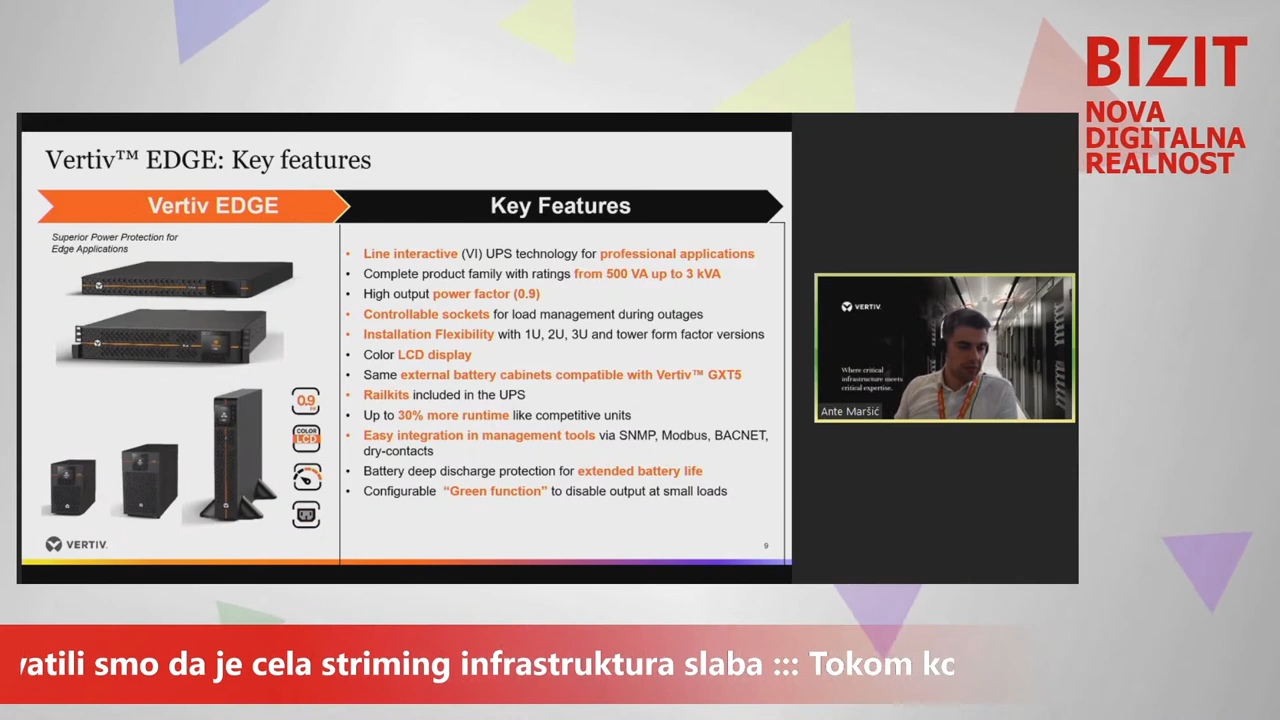 BIZIT
NOVA
DIGITALNA
REALNOST
Vertiv™ EDGE: Key features
Vertiv EDGE
Key Features
Superior Power Protection for
Edge Applications
• Line interactive (VI) UPS technology for professional applications
• Complete product family with ratings from 500 VA up to 3 kVA
• High output power factor (0.9)
• Controllable sockets for load management during outages
• Installation Flexibility with 1U, 2U, 3U and tower form factor versions
• Color LCD display
• Same external battery cabinets compatible with Vertiv™ GXT5
• Railkits included in the UPS
• Up to 30% more runtime like competitive units
• Easy integration in management tools via SNMP, Modbus, BACNET,
dry-contacts
• Battery deep discharge protection for extended battery life
• Configurable “Green function” to disable output at small loads
0.9
COLOR
LCD
VERTIV.
9
VERTIV
Where critical
infrastructure meets
critical expertise.
Ante Maršić
vatili smo da je cela striming infrastruktura slaba ::: Tokom kc